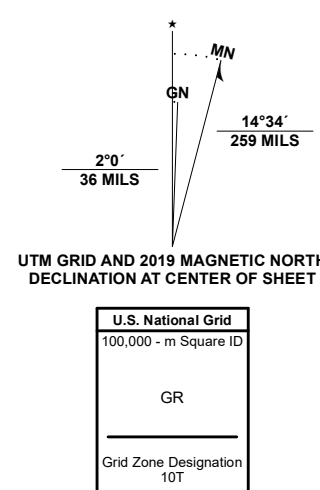 ★
MN
GN
14°34´
259 MILS
2°0´
36 MILS
UTM GRID AND 2019 MAGNETIC NORTH
DECLINATION AT CENTER OF SHEET
U.S. National Grid
100,000 - m Square ID
GR
Grid Zone Designation
10T